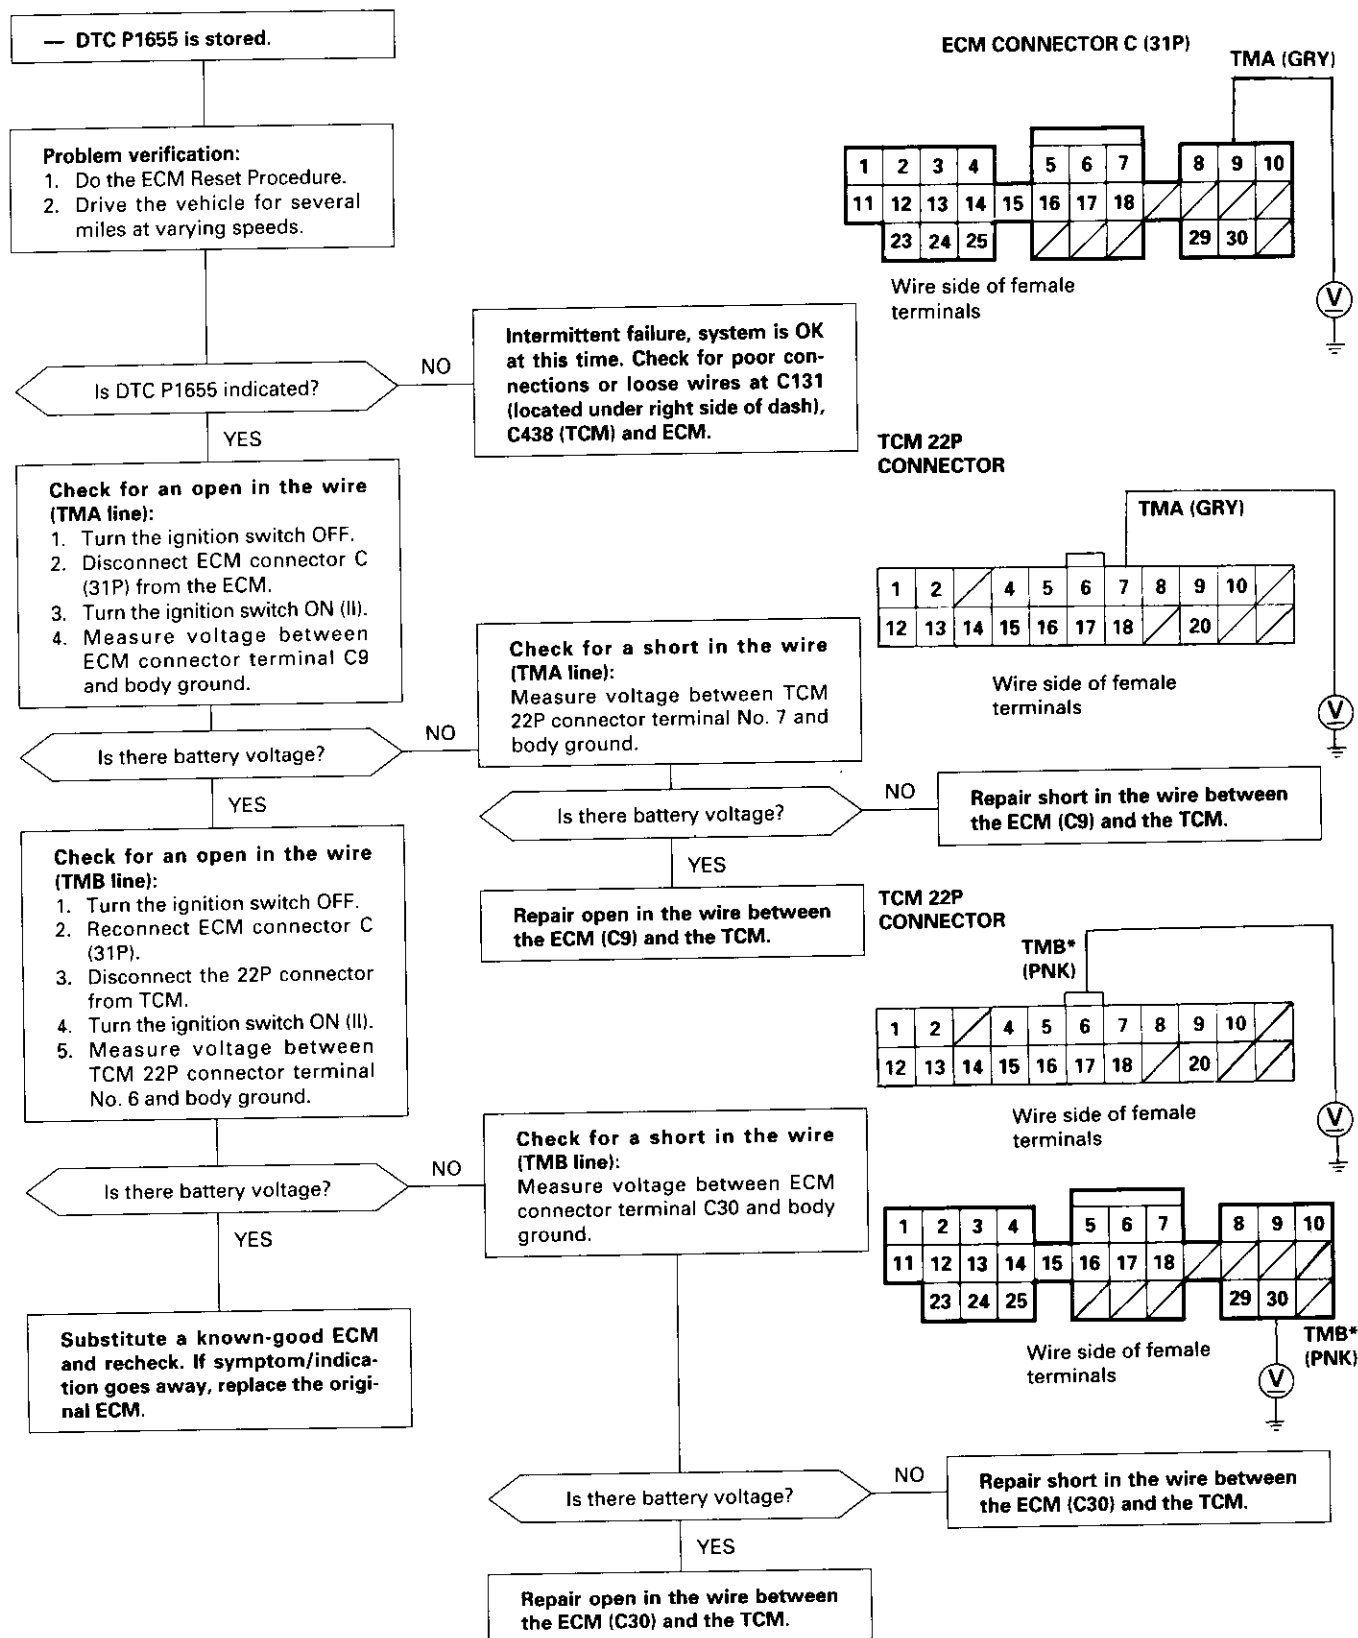 — DTC P1655 is stored.
Problem verification:
1. Do the ECM Reset Procedure.
2. Drive the vehicle for several
miles at varying speeds.
Is DTC P1655 indicated?
NO
Intermittent failure, system is OK
at this time. Check for poor con-
nections or loose wires at C131
(located under right side of dash),
C438 (TCM) and ECM.
YES
Check for an open in the wire
(TMA line):
1. Turn the ignition switch OFF.
2. Disconnect ECM connector C
(31P) from the ECM.
3. Turn the ignition switch ON (II).
4. Measure voltage between
ECM connector terminal C9
and body ground.
Is there battery voltage?
NO
Check for a short in the wire
(TMA line):
Measure voltage between TCM
22P connector terminal No. 7 and
body ground.
Is there battery voltage?
NO
Repair short in the wire between
the ECM (C9) and the TCM.
YES
Repair open in the wire between
the ECM (C9) and the TCM.
YES
Check for an open in the wire
(TMB line):
1. Turn the ignition switch OFF.
2. Reconnect ECM connector C
(31P).
3. Disconnect the 22P connector
from TCM.
4. Turn the ignition switch ON (II).
5. Measure voltage between
TCM 22P connector terminal
No. 6 and body ground.
Is there battery voltage?
NO
Check for a short in the wire
(TMB line):
Measure voltage between ECM
connector terminal C30 and body
ground.
YES
Substitute a known-good ECM
and recheck. If symptom/indica-
tion goes away, replace the origi-
nal ECM.
Is there battery voltage?
NO
Repair short in the wire between
the ECM (C30) and the TCM.
YES
Repair open in the wire between
the ECM (C30) and the TCM.
ECM CONNECTOR C (31P)
TMA (GRY)
1 2 3 4 5 6 7 8 9 10
11 12 13 14 15 16 17 18
23 24 25 29 30
Wire side of female
terminals
V
TCM 22P
CONNECTOR
TMA (GRY)
1 2 4 5 6 7 8 9 10
12 13 14 15 16 17 18 20
Wire side of female
terminals
V
TCM 22P
CONNECTOR
TMB*
(PNK)
1 2 4 5 6 7 8 9 10
12 13 14 15 16 17 18 20
Wire side of female
terminals
V
1 2 3 4 5 6 7 8 9 10
11 12 13 14 15 16 17 18
23 24 25 29 30
Wire side of female
terminals
TMB*
(PNK)
V